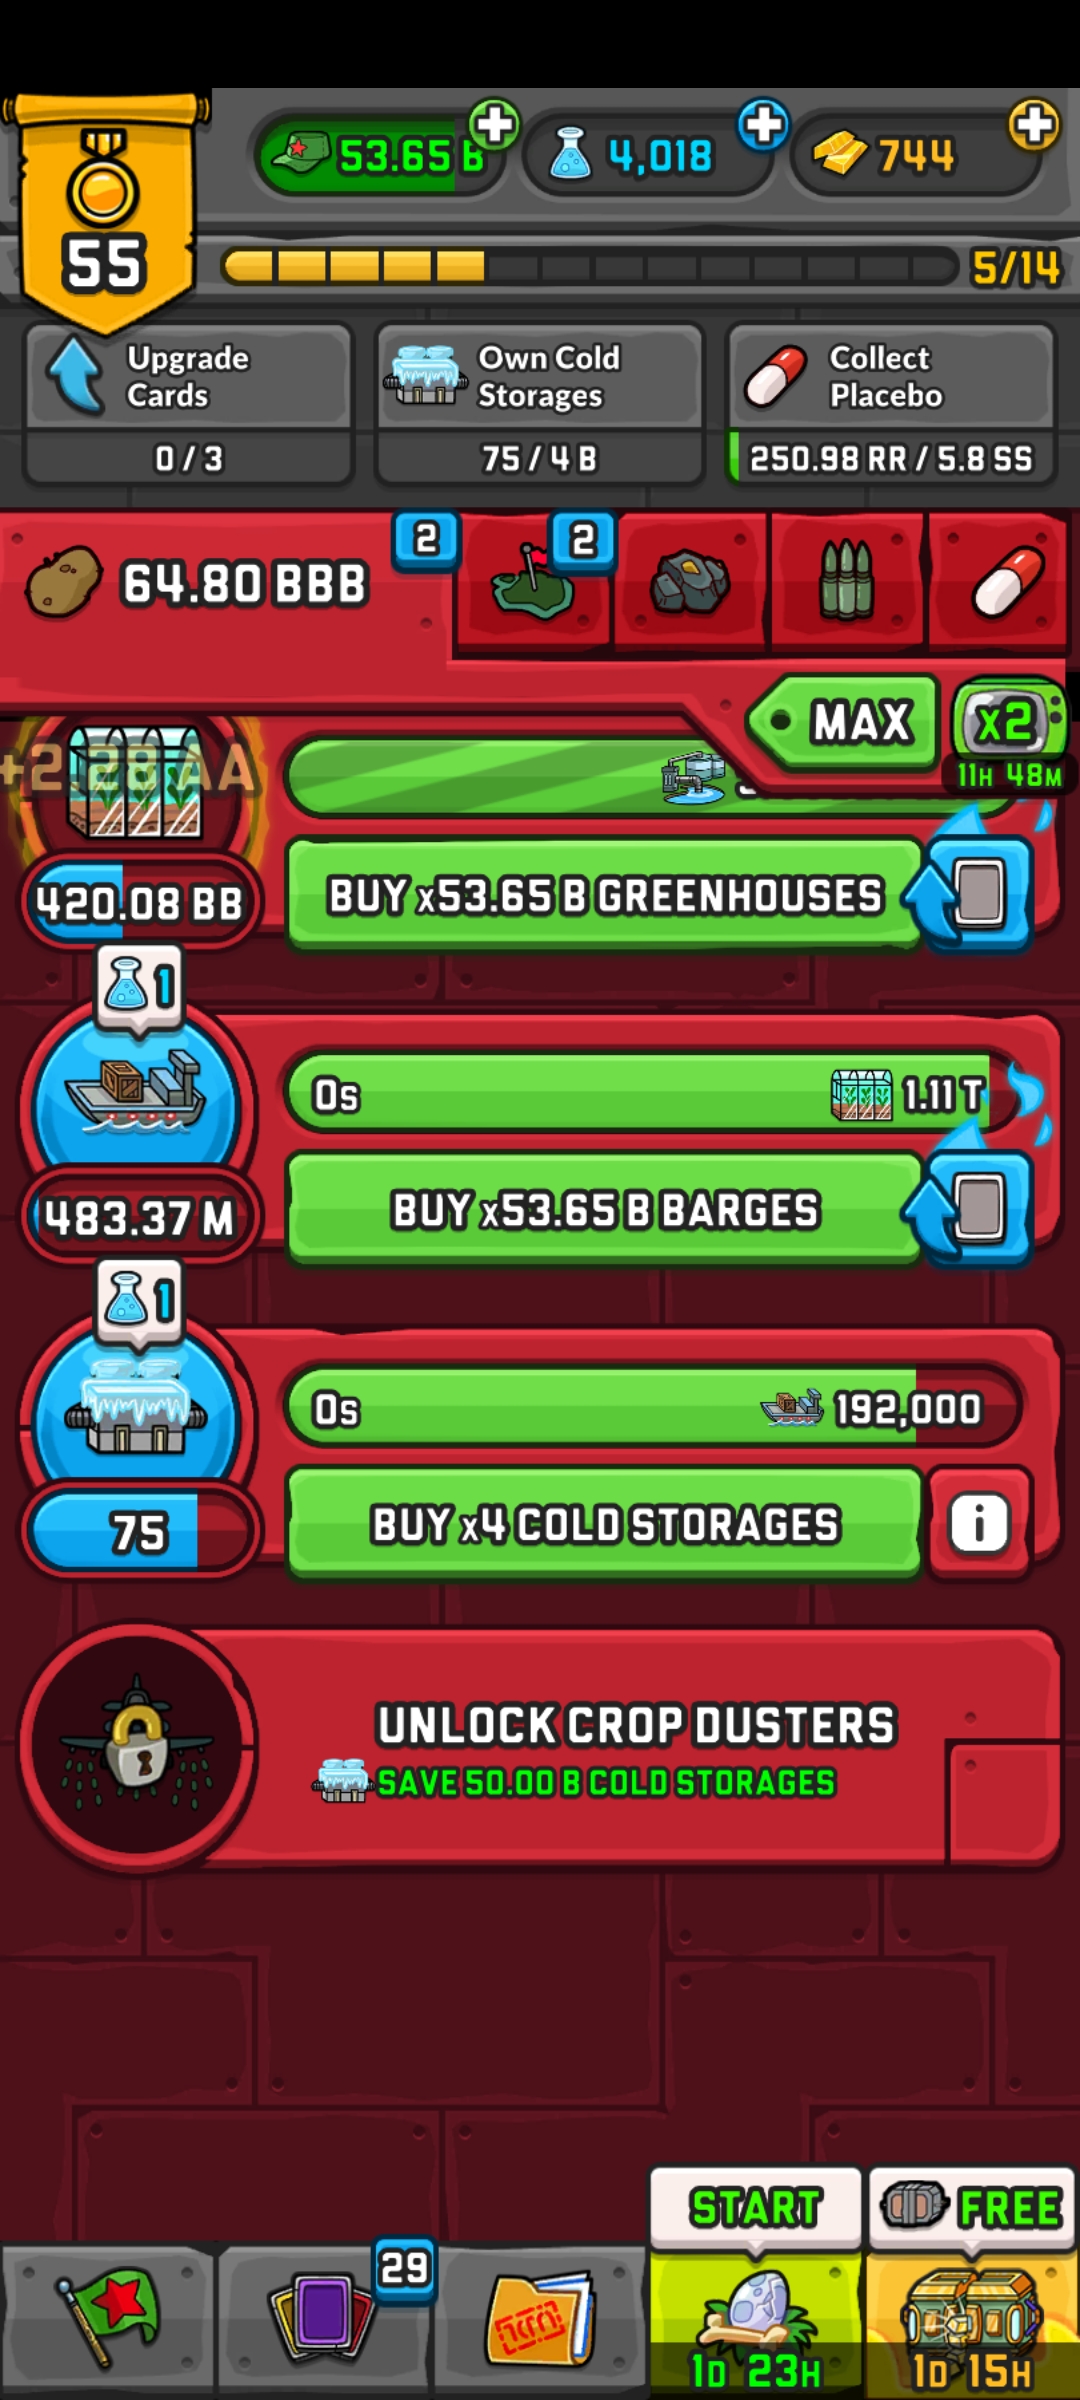 53.65 B
4,018
744
55
5/14
Upgrade Cards
0 / 3
Own Cold Storages
75 / 4 B
Collect Placebo
250.98 RR / 5.8 SS
64.80 BBB
2
2
MAX
x2
11H 48M
+2.28 AA
420.08 BB
BUY x53.65 B GREENHOUSES
1
0s
1.11 T
483.37 M
BUY x53.65 B BARGES
1
0s
192,000
75
BUY x4 COLD STORAGES
i
UNLOCK CROP DUSTERS
SAVE 50.00 B COLD STORAGES
START
FREE
29
1D 23H
1D 15H